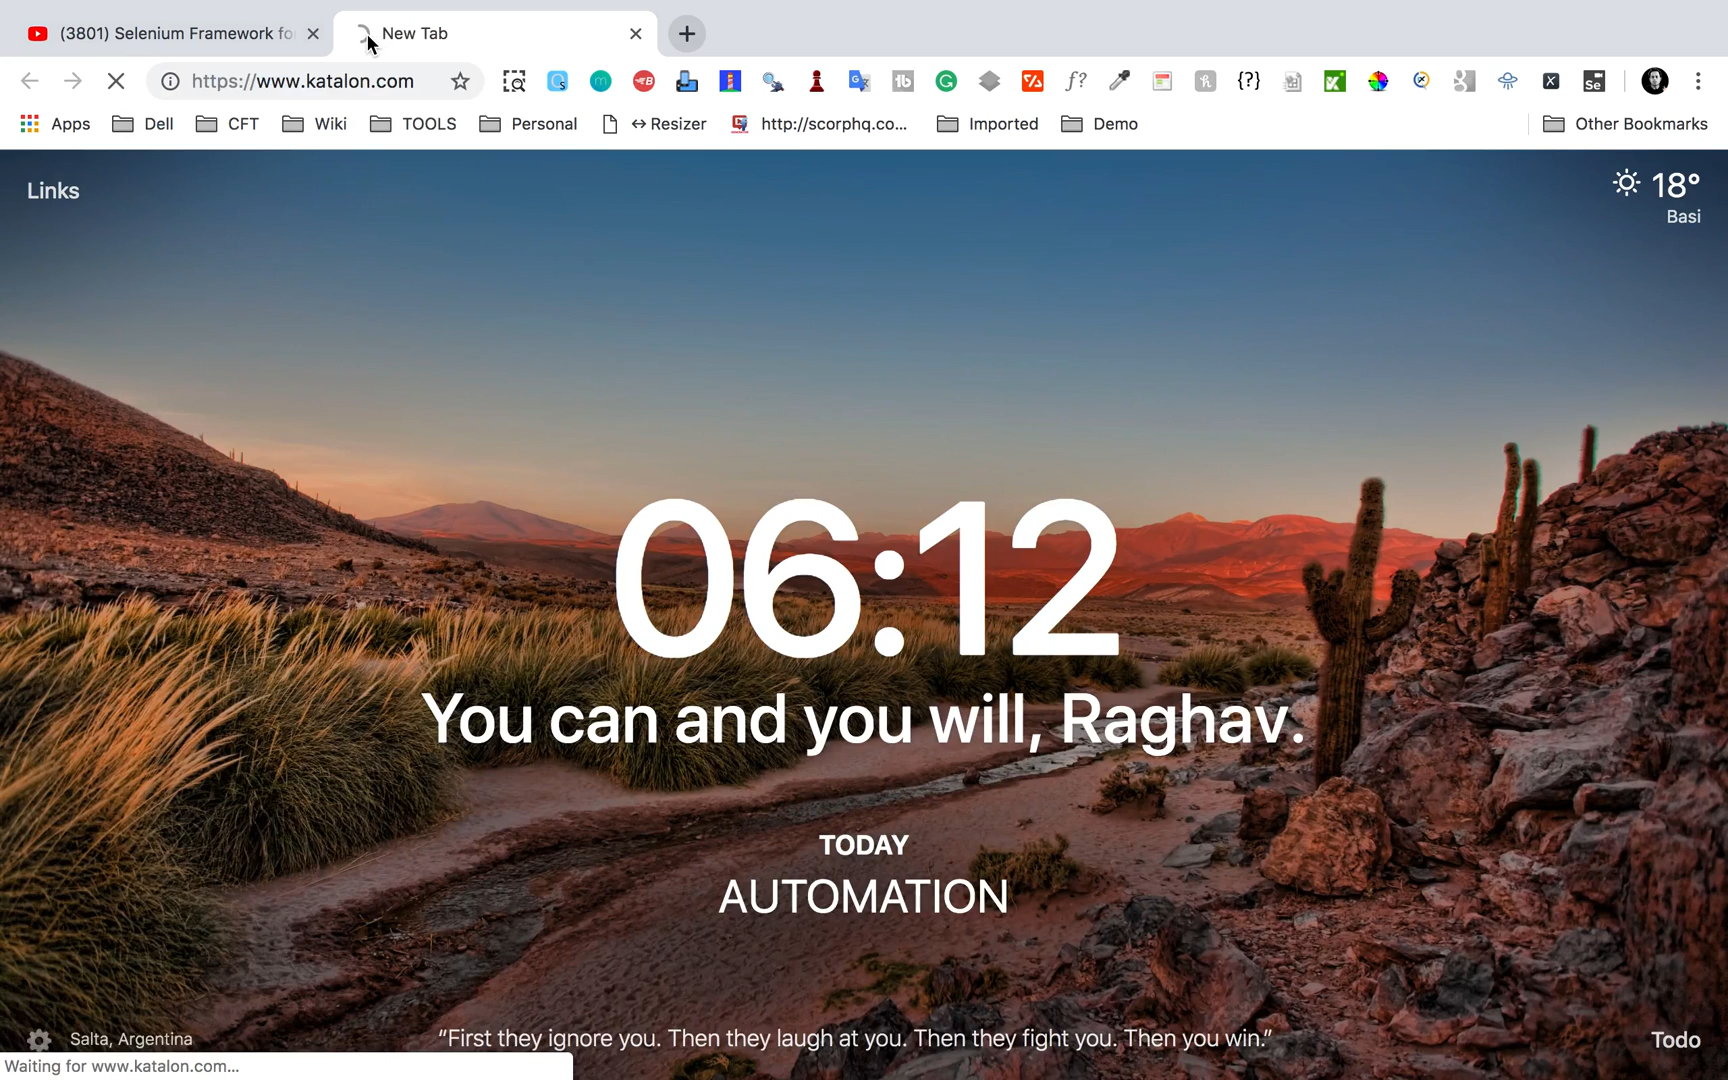 (3801) Selenium Framework fo
New Tab
https://www.katalon.com
Apps
Dell
CFT
Wiki
TOOLS
Personal
↔ Resizer
http://scorphq.co...
Imported
Demo
Other Bookmarks
Links
18°
Basi
06:12
You can and you will, Raghav.
TODAY
AUTOMATION
Salta, Argentina
“First they ignore you. Then they laugh at you. Then they fight you. Then you win.”
Todo
Waiting for www.katalon.com...